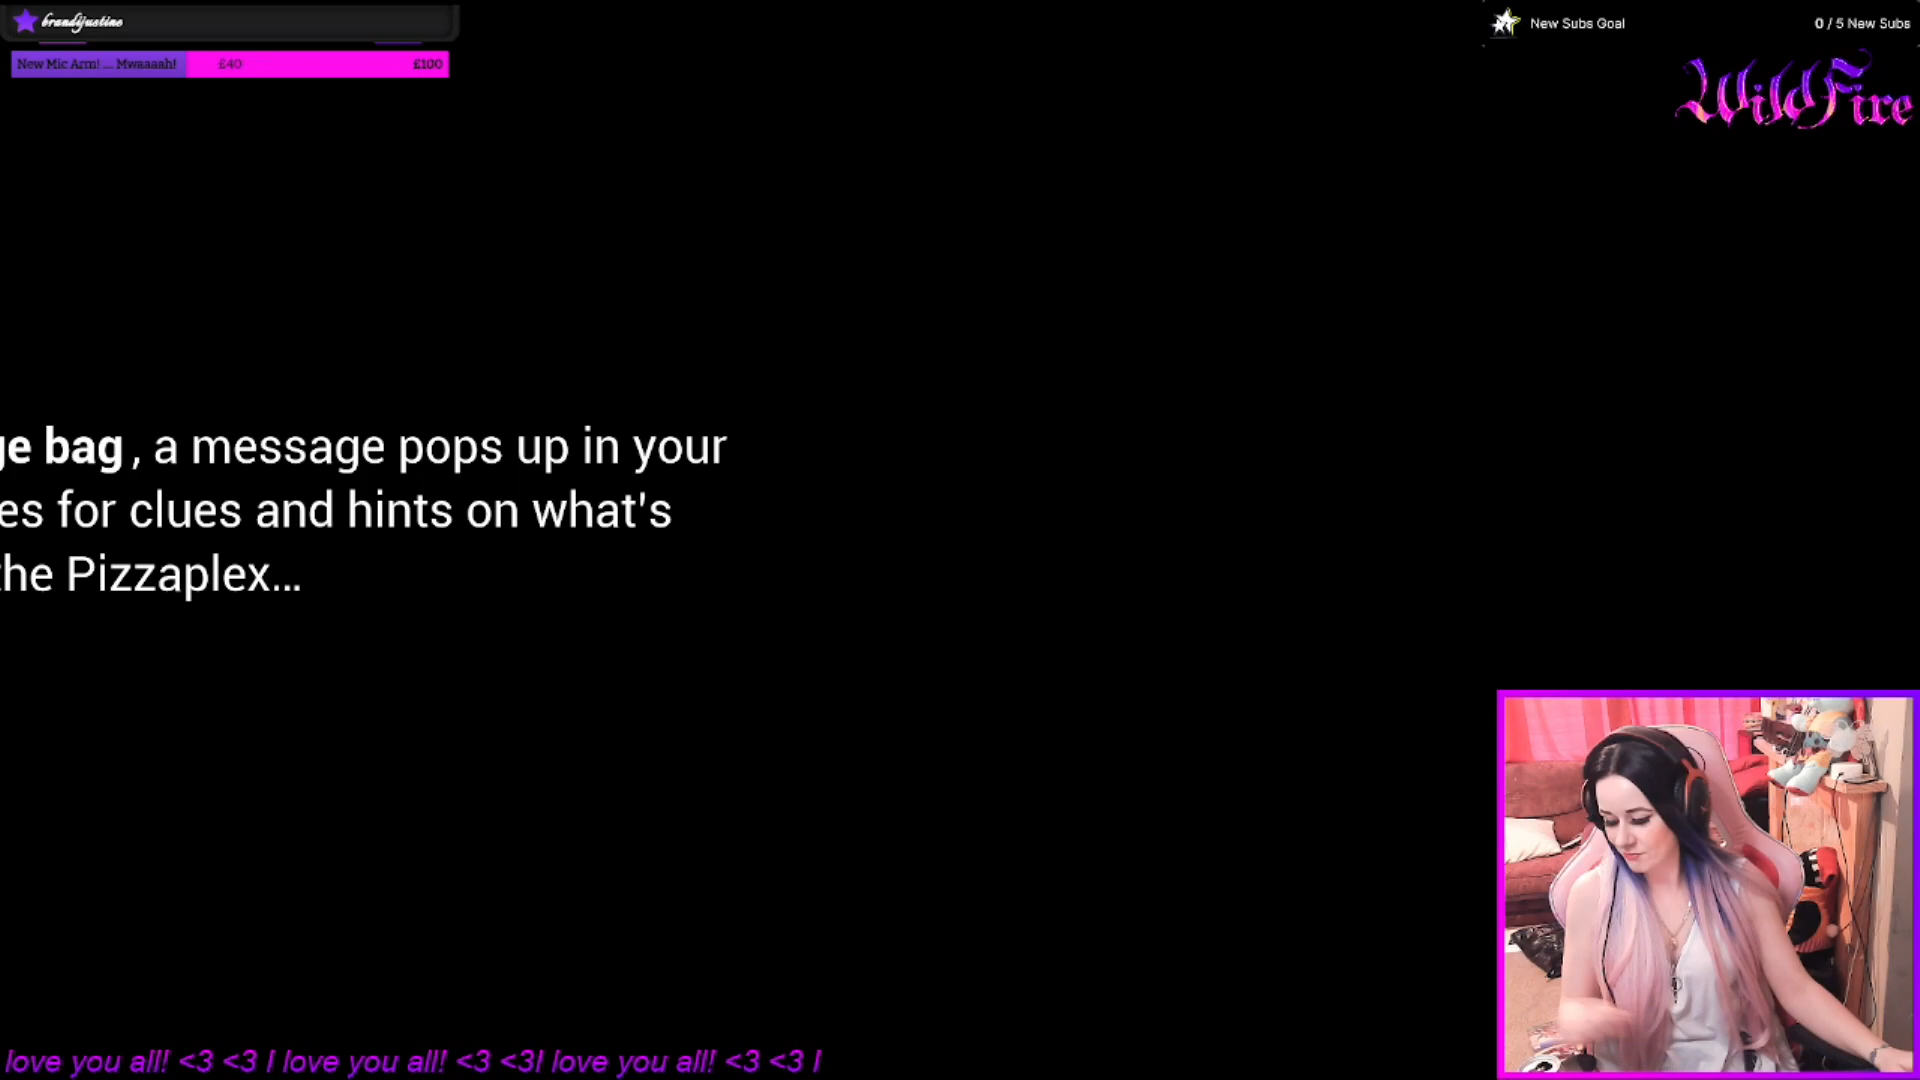 brandijustine
New Mic Arm! ... Mwaaaah! £40 £100
New Subs Goal 0 / 5 New Subs
WildFire
ge bag, a message pops up in your
es for clues and hints on what's
the Pizzaplex...
love you all! <3 <3 I love you all! <3 <3I love you all! <3 <3 I